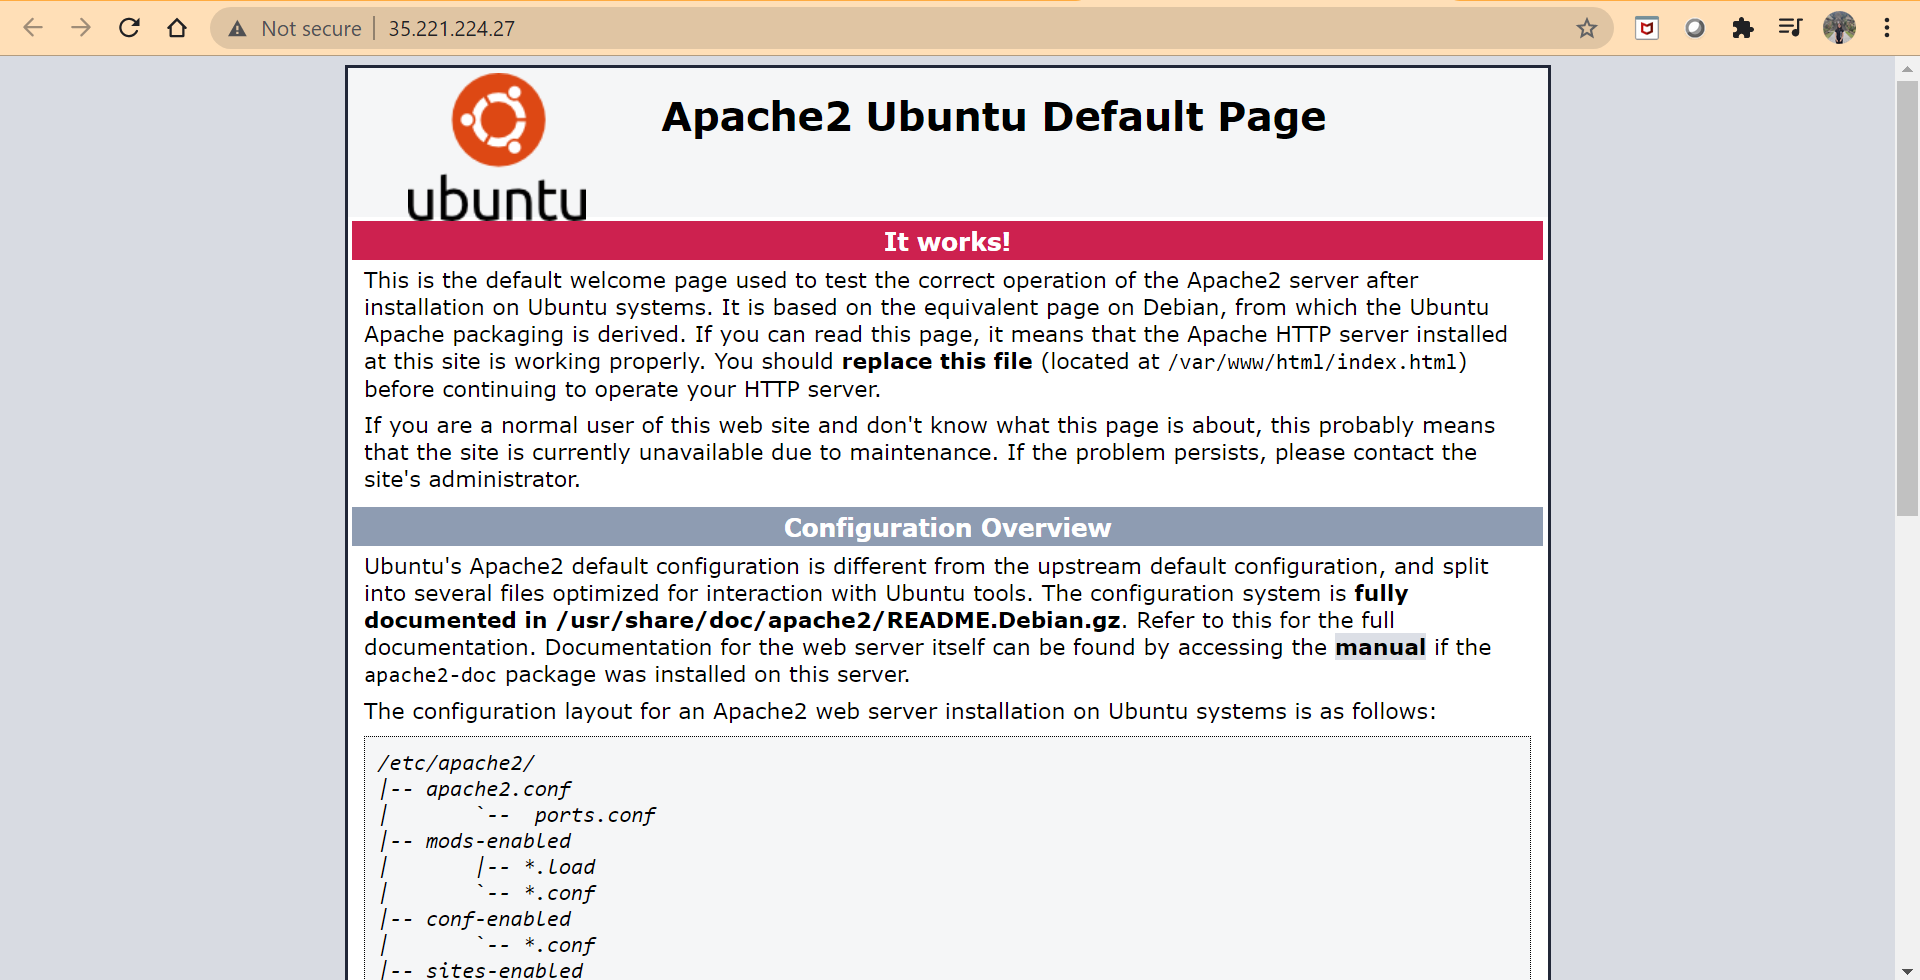 Not secure | 35.221.224.27
Apache2 Ubuntu Default Page
ubuntu
It works!
This is the default welcome page used to test the correct operation of the Apache2 server after
installation on Ubuntu systems. It is based on the equivalent page on Debian, from which the Ubuntu
Apache packaging is derived. If you can read this page, it means that the Apache HTTP server installed
at this site is working properly. You should replace this file (located at /var/www/html/index.html)
before continuing to operate your HTTP server.
If you are a normal user of this web site and don't know what this page is about, this probably means
that the site is currently unavailable due to maintenance. If the problem persists, please contact the
site's administrator.
Configuration Overview
Ubuntu's Apache2 default configuration is different from the upstream default configuration, and split
into several files optimized for interaction with Ubuntu tools. The configuration system is fully
documented in /usr/share/doc/apache2/README.Debian.gz. Refer to this for the full
documentation. Documentation for the web server itself can be found by accessing the manual if the
apache2-doc package was installed on this server.
The configuration layout for an Apache2 web server installation on Ubuntu systems is as follows:
/etc/apache2/
|-- apache2.conf
|       `--  ports.conf
|-- mods-enabled
|       |-- *.load
|       `-- *.conf
|-- conf-enabled
|       `-- *.conf
|-- sites-enabled